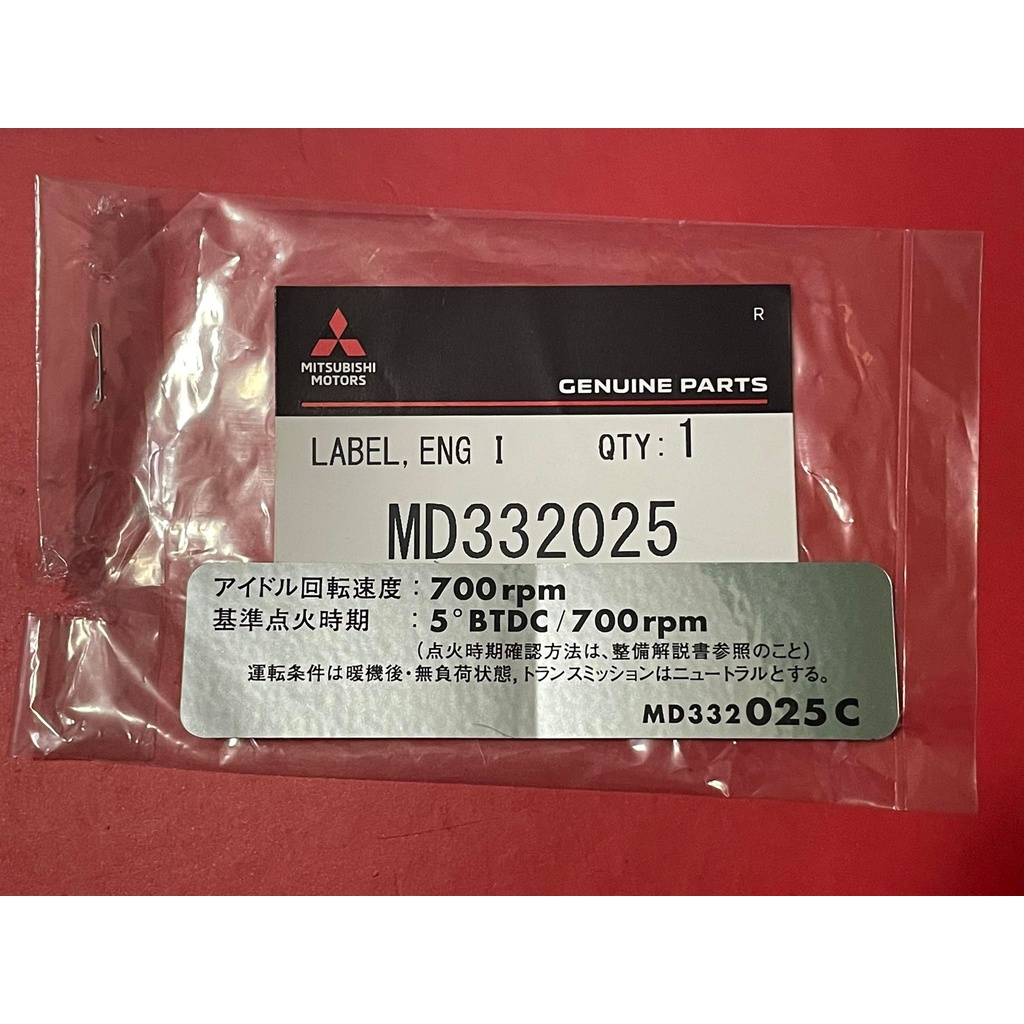 R
MITSUBISHI
MOTORS
GENUINE PARTS
LABEL, ENG I QTY: 1
MD332025
アイドル回転速度 : 700 rpm
基準点火時期 : 5° BTDC / 700 rpm
(点火時期確認方法は、整備解説書参照のこと)
運転条件は暖機後・無負荷状態, トランスミッションはニュートラルとする。
MD332025C